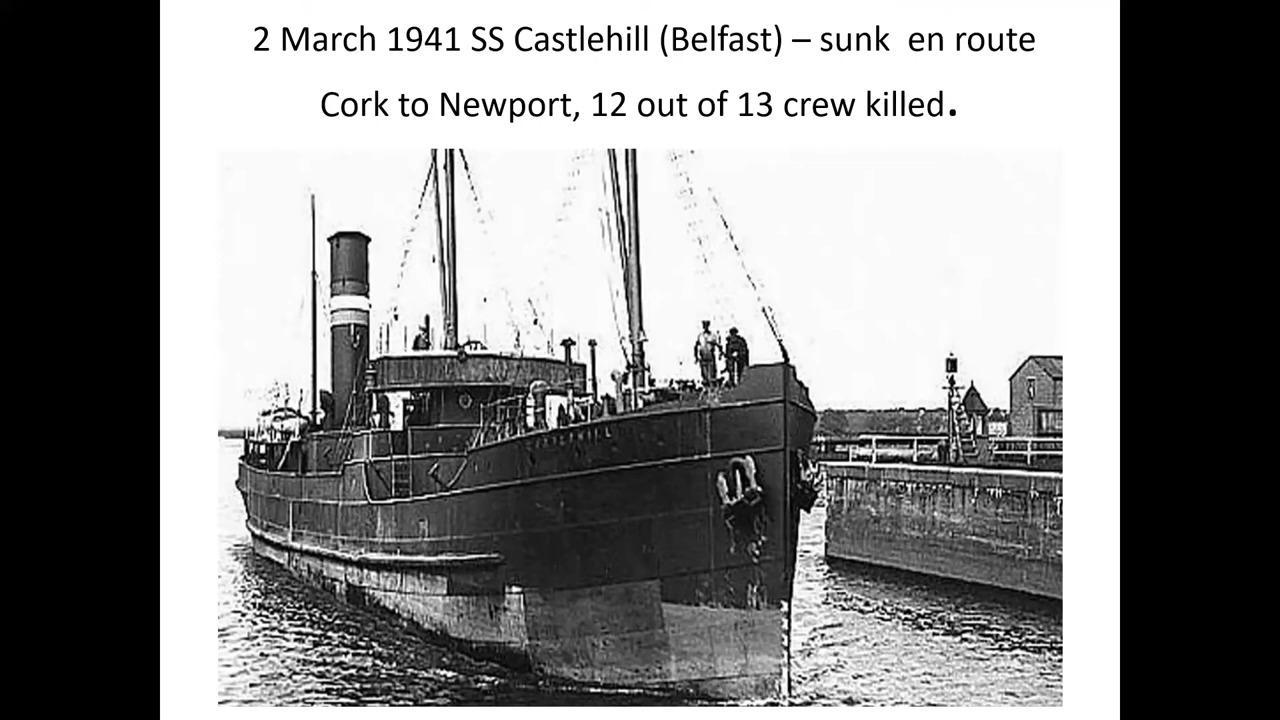 2 March 1941 SS Castlehill (Belfast) – sunk  en route
Cork to Newport, 12 out of 13 crew killed.